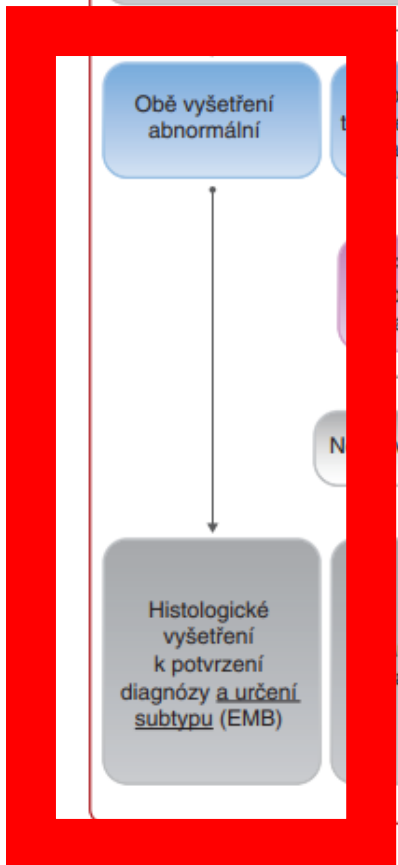 Obě vyšetření
abnormální
Histologické
vyšetření
k potvrzení
diagnózy a určení
subtypu (EMB)